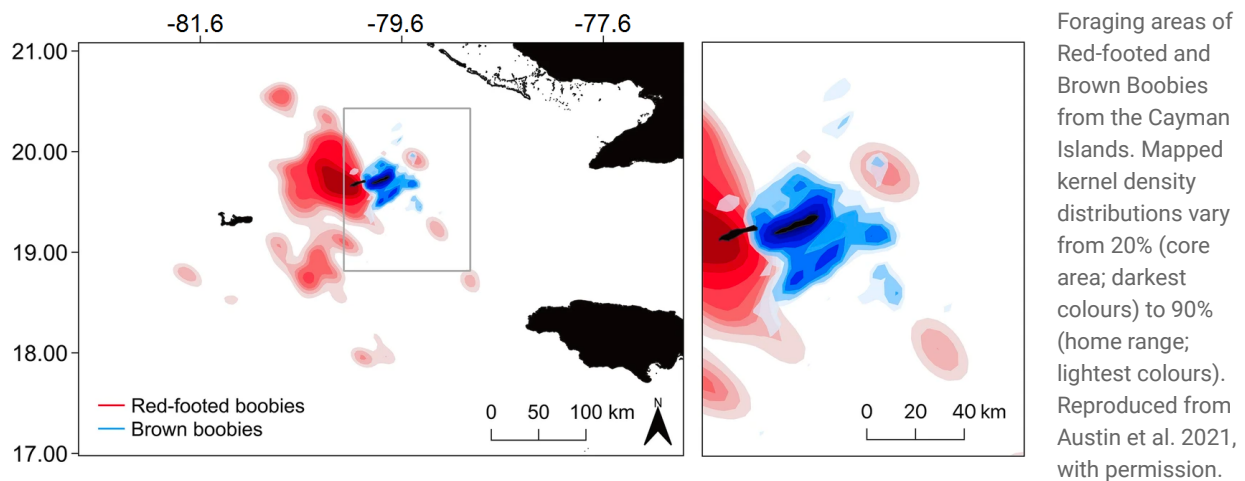 -81.6 -79.6 -77.6
21.00
20.00
19.00
18.00
17.00
Red-footed boobies
Brown boobies
0 50 100 km
N
0 20 40 km
Foraging areas of
Red-footed and
Brown Boobies
from the Cayman
Islands. Mapped
kernel density
distributions vary
from 20% (core
area; darkest
colours) to 90%
(home range;
lightest colours).
Reproduced from
Austin et al. 2021,
with permission.